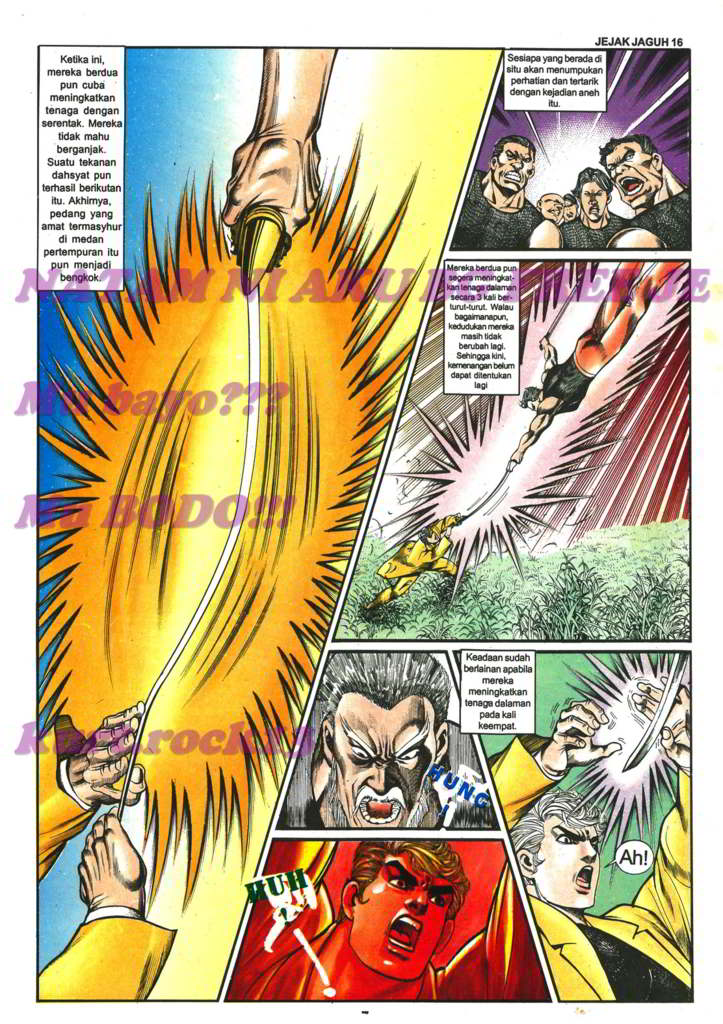 JEJAK JAGUH 16
Ketika ini,
mereka berdua
pun cuba
meningkatkan
tenaga dengan
serentak. Mereka
tidak mahu
berganjak.
Suatu tekanan
dahsyat pun
terhasil berikutan
itu. Akhirnya,
pedang yang
amat termasyhur
di medan
pertempuran itu
pun menjadi
bengkok.
Sesiapa yang berada di
situ akan menumpukan
perhatian dan tertarik
dengan kejadian aneh
itu.
Mereka berdua pun
segera meningkat-
kan tenaga dalaman
secara 3 kali ber-
turut-turut. Walau
bagaimanapun,
kedudukan mereka
masih tidak
berubah lagi.
Sehingga kini,
kemenangan belum
dapat ditentukan
lagi
NATAM NI AKU
Mu bayo???
Mu BODO!!!
Keadaan sudah
berlainan apabila
mereka
meningkatkan
tenaga dalaman
pada kali
keempat.
HUNG
!
Ah!
HUH
!